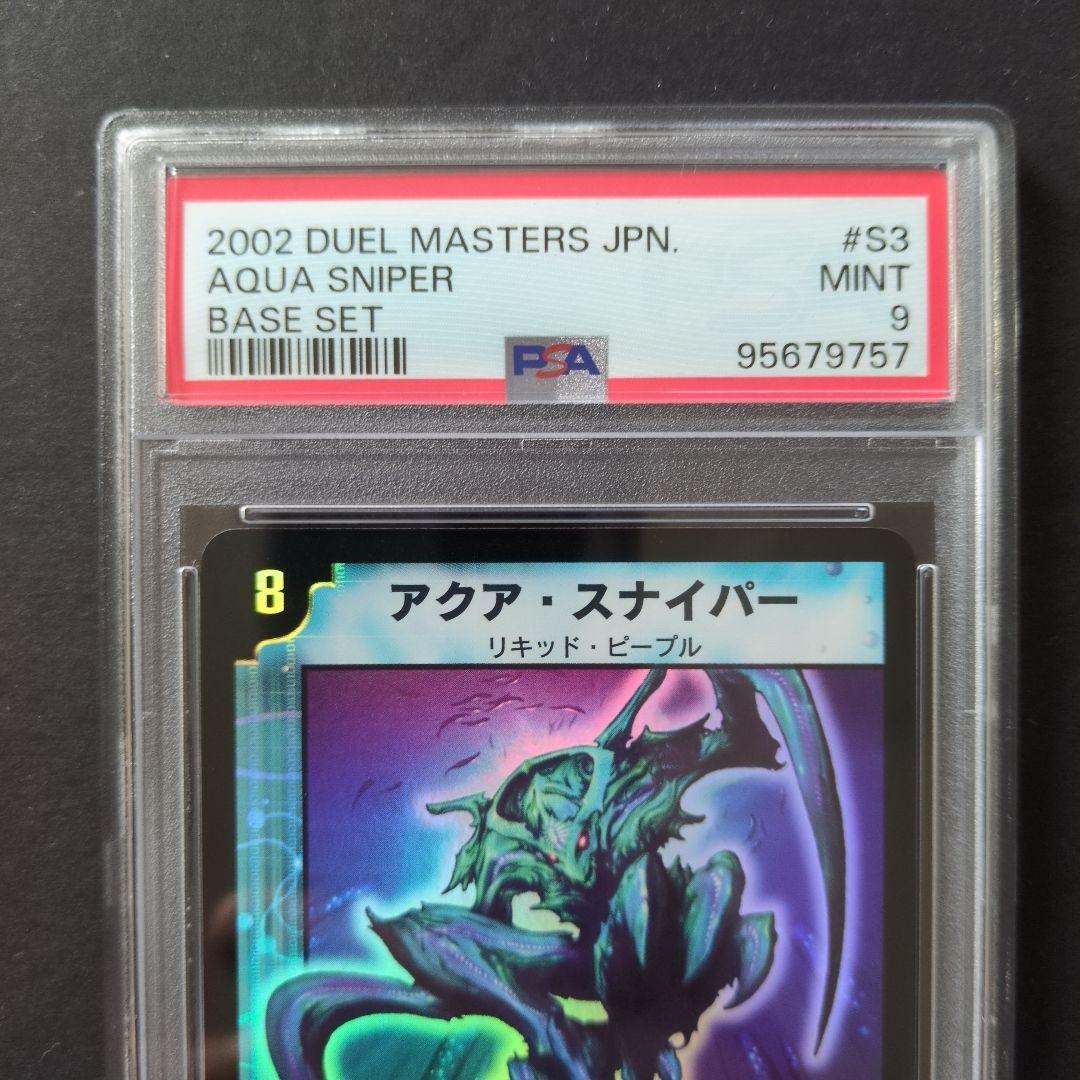 2002 DUEL MASTERS JPN. #S3
AQUA SNIPER MINT
BASE SET 9
PSA 95679757
8
アクア・スナイパー
リキッド・ピープル